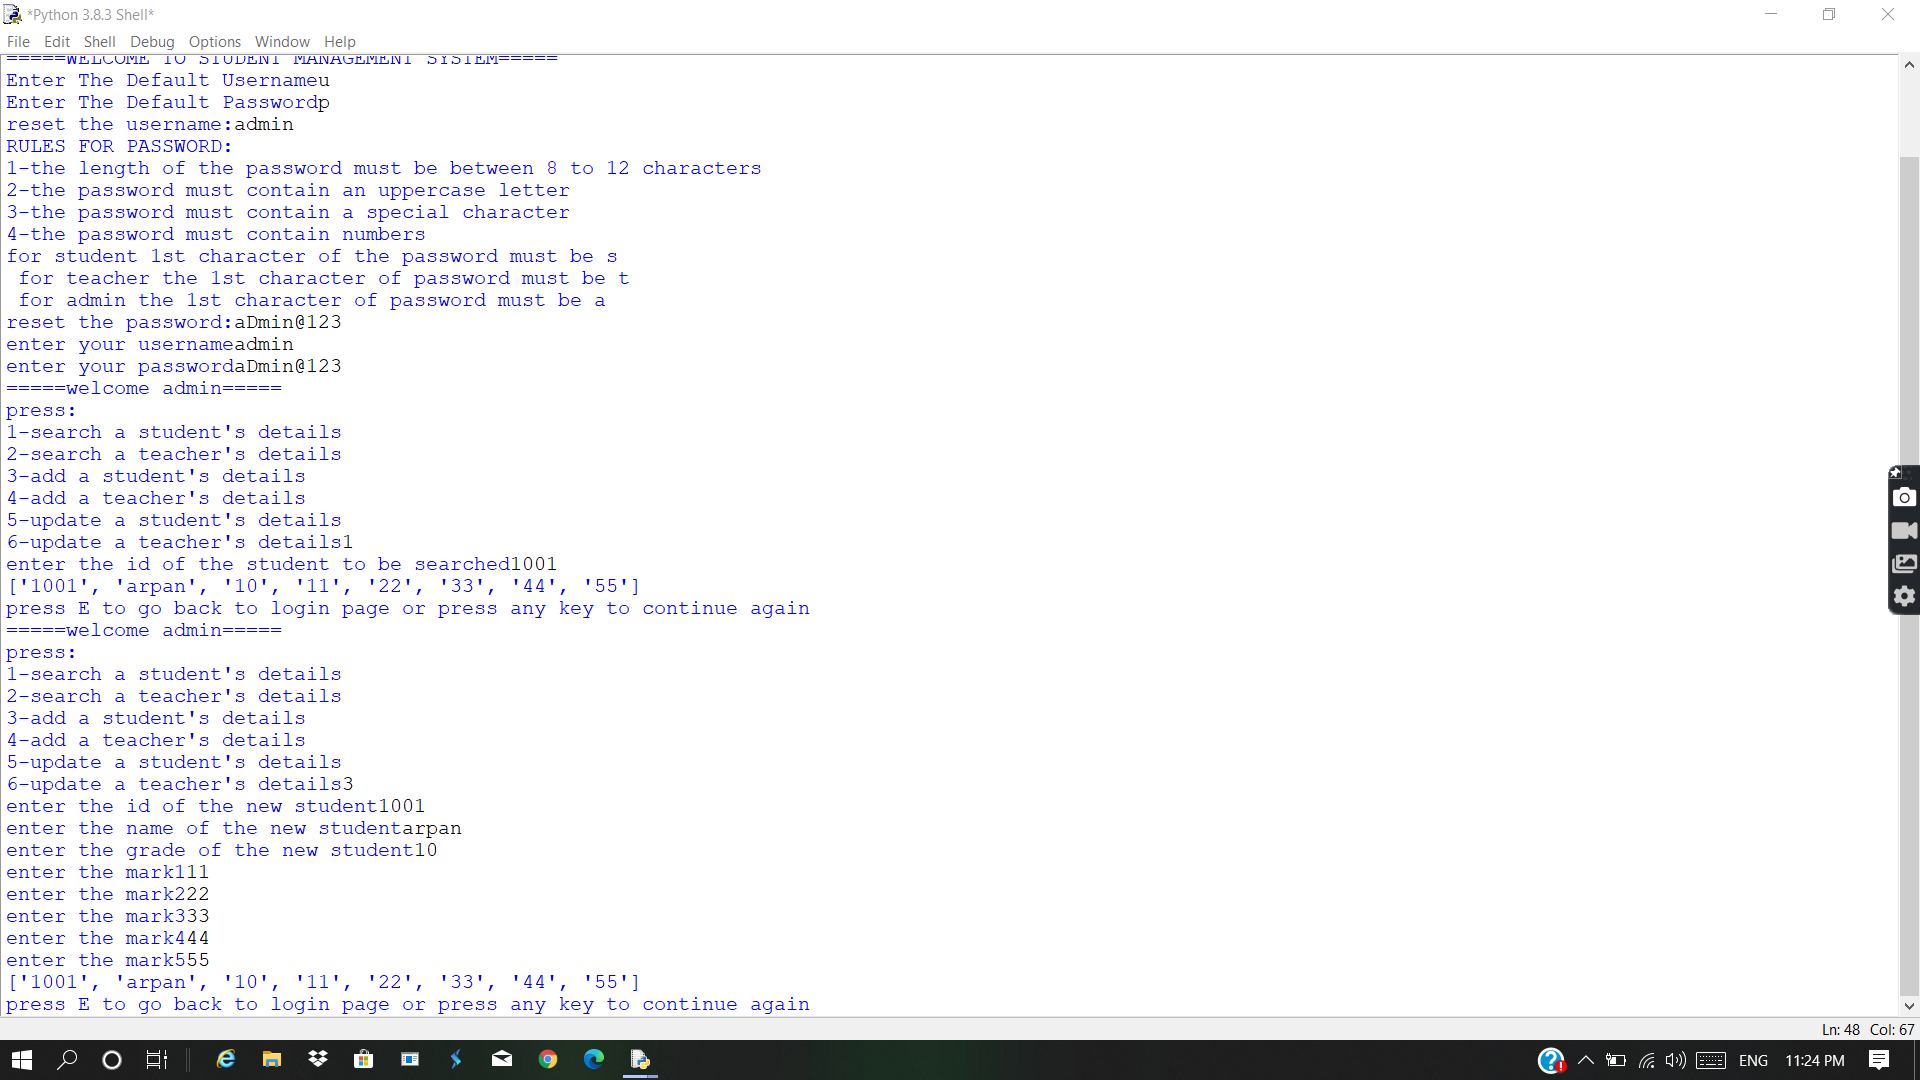 *Python 3.8.3 Shell*
File Edit Shell Debug Options Window Help
=====WELCOME TO STUDENT MANAGEMENT SYSTEM=====
Enter The Default Usernameu
Enter The Default Passwordp
reset the username:admin
RULES FOR PASSWORD:
1-the length of the password must be between 8 to 12 characters
2-the password must contain an uppercase letter
3-the password must contain a special character
4-the password must contain numbers
for student 1st character of the password must be s
 for teacher the 1st character of password must be t
 for admin the 1st character of password must be a
reset the password:aDmin@123
enter your usernameadmin
enter your passwordaDmin@123
=====welcome admin=====
press:
1-search a student's details
2-search a teacher's details
3-add a student's details
4-add a teacher's details
5-update a student's details
6-update a teacher's details1
enter the id of the student to be searched1001
['1001', 'arpan', '10', '11', '22', '33', '44', '55']
press E to go back to login page or press any key to continue again
=====welcome admin=====
press:
1-search a student's details
2-search a teacher's details
3-add a student's details
4-add a teacher's details
5-update a student's details
6-update a teacher's details3
enter the id of the new student1001
enter the name of the new studentarpan
enter the grade of the new student10
enter the mark111
enter the mark222
enter the mark333
enter the mark444
enter the mark555
['1001', 'arpan', '10', '11', '22', '33', '44', '55']
press E to go back to login page or press any key to continue again
Ln: 48 Col: 67
ENG 11:24 PM